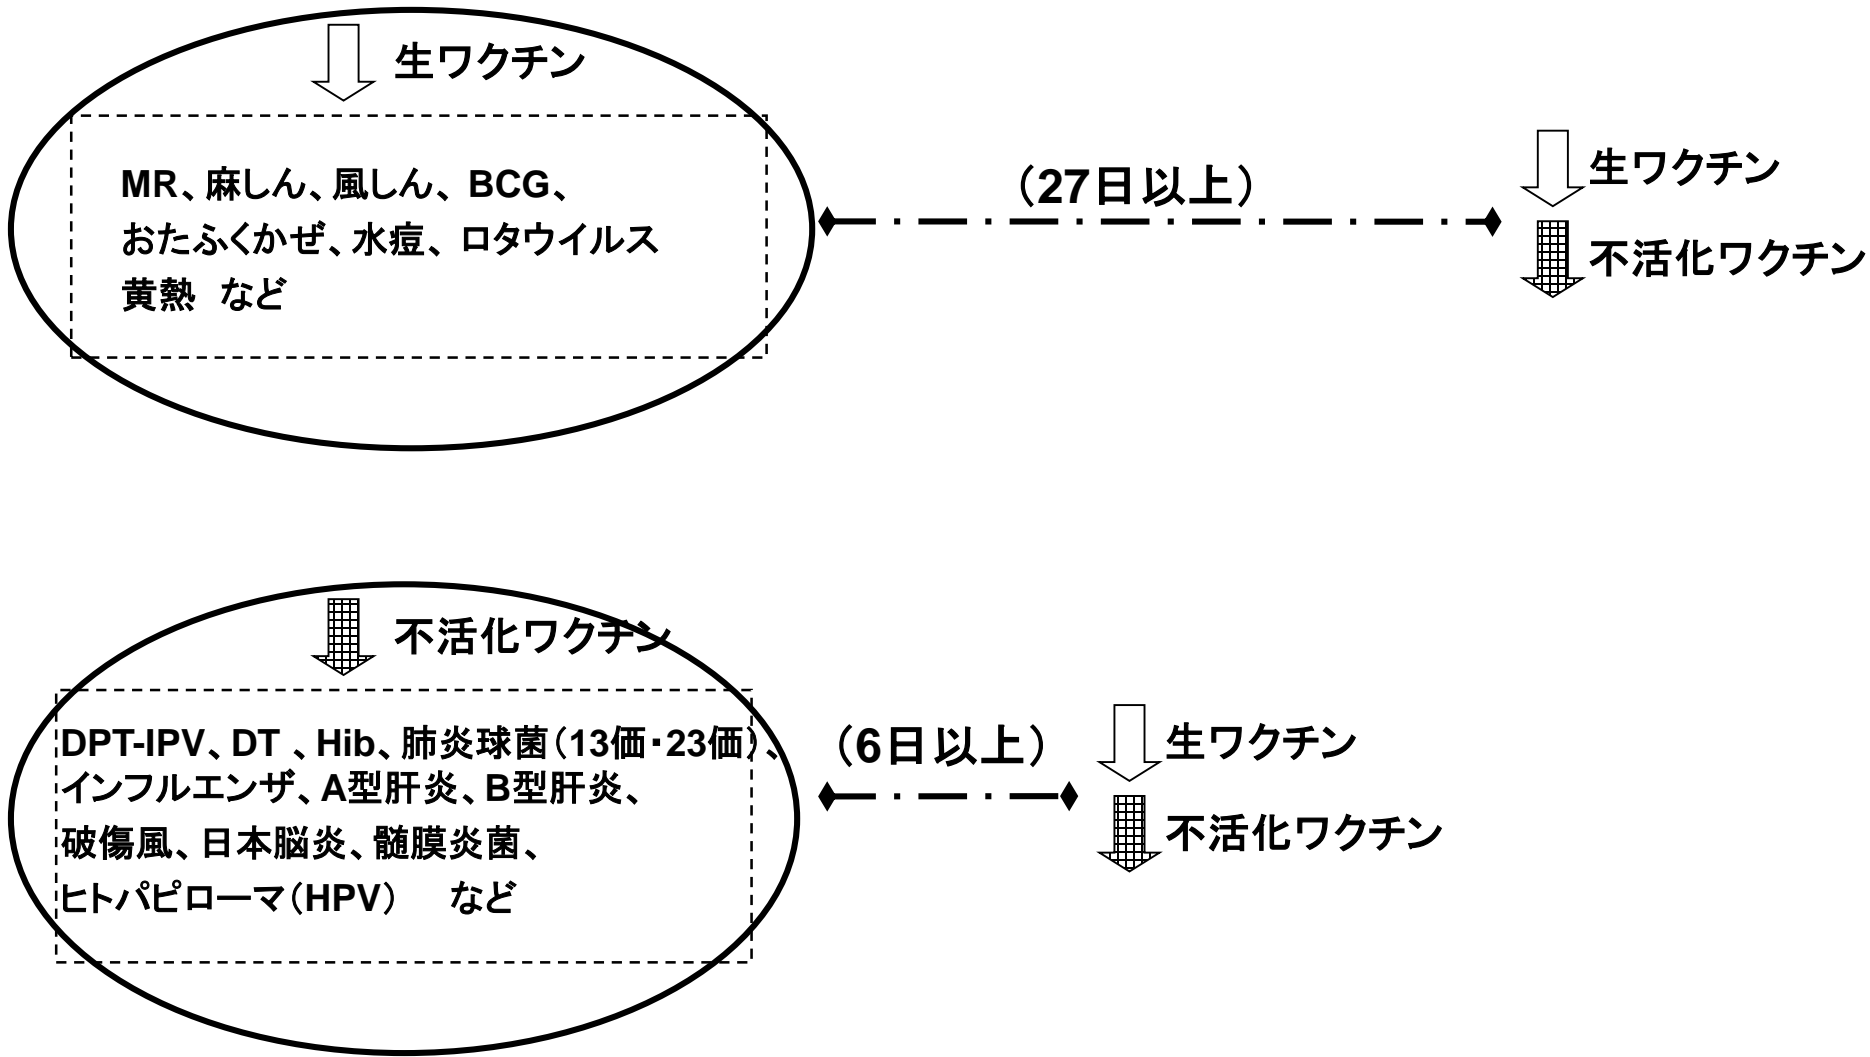 生ワクチン
MR、麻しん、風しん、BCG、
おたふくかぜ、水痘、ロタウイルス
黄熱　など
（27日以上）
生ワクチン
不活化ワクチン
不活化ワクチン
DPT-IPV、DT 、Hib、肺炎球菌（13価・23価）、
インフルエンザ、A型肝炎、B型肝炎、
破傷風、日本脳炎、髄膜炎菌、
ヒトパピローマ（HPV）　など
（6日以上）
生ワクチン
不活化ワクチン